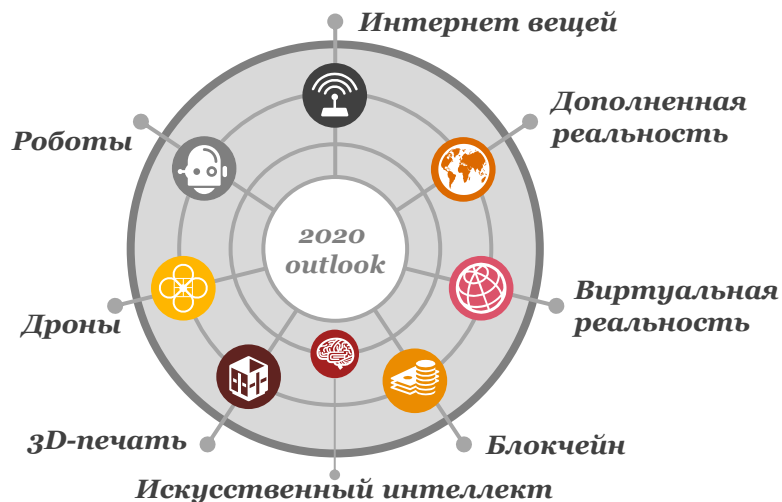 Интернет вещей
Дополненная
реальность
Роботы
2020
outlook
Виртуальная
реальность
Дроны
3D-печать
Блокчейн
Искусственный интеллект